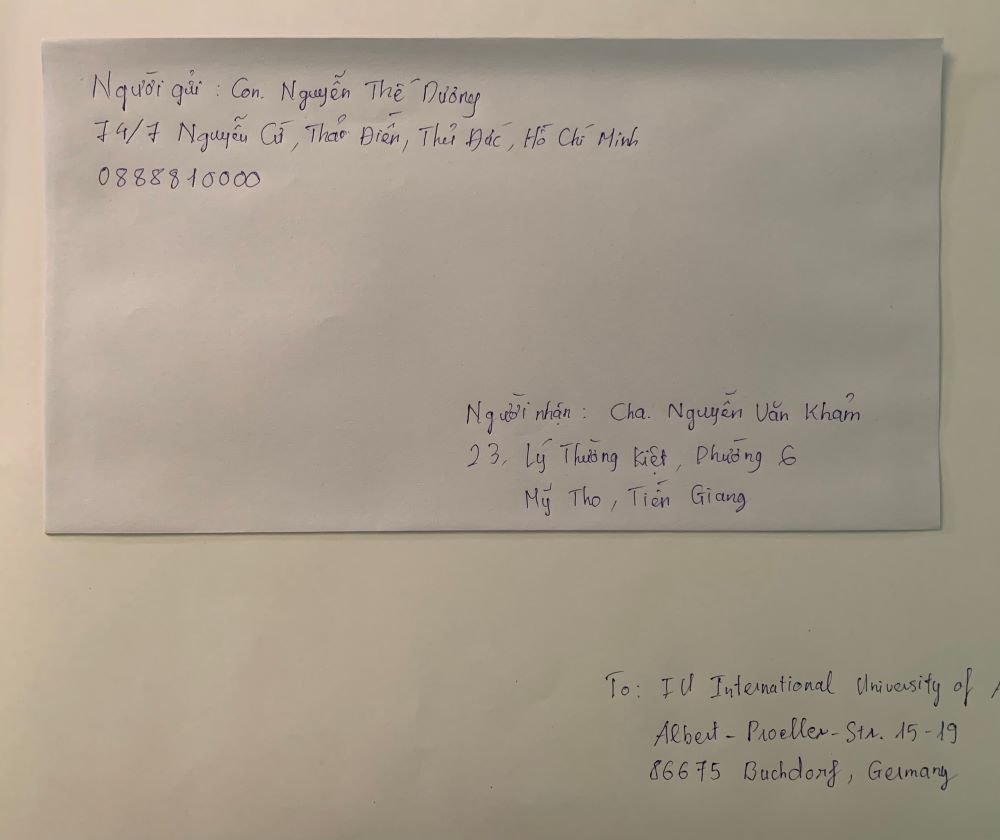 Người gửi : Con. Nguyễn Thế Dương
74/7 Nguyễn Cừ, Thảo Điền, Thủ Đức, Hồ Chí Minh
0888810000
Người nhận : Cha. Nguyễn Văn Khảm
23, Lý Thường Kiệt, Phường 6
Mỹ Tho, Tiền Giang
To: IU International University of
Albert-Proeller-Str. 15-19
86675 Buchdorf, Germany